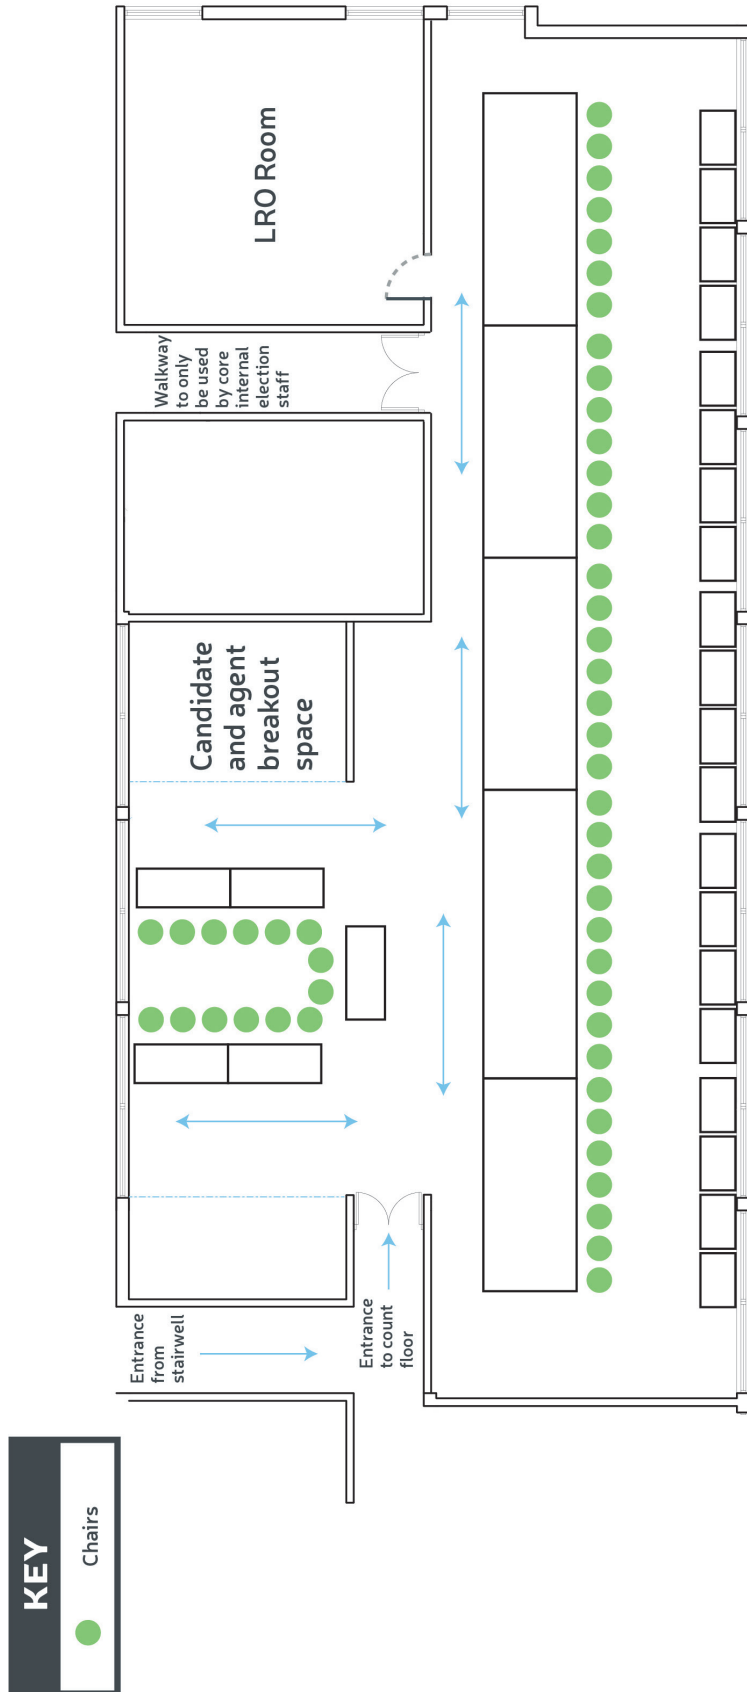 KEY
Chairs
Entrance
from
stairwell
Entrance
to count
floor
Candidate
and agent
breakout
space
Walkway
to only
be used
by core
internal
election
staff
LRO Room